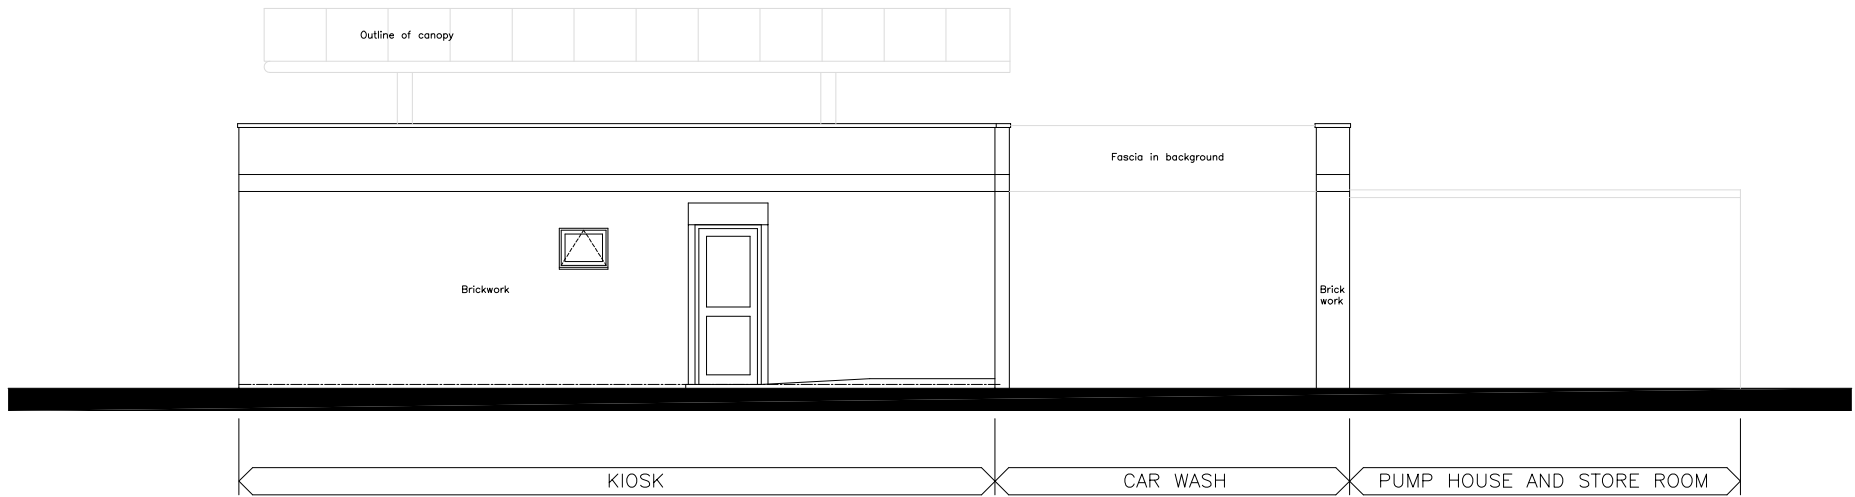 Outline of canopy
Fascia in background
Brickwork
Brick
work
KIOSK
CAR WASH
PUMP HOUSE AND STORE ROOM